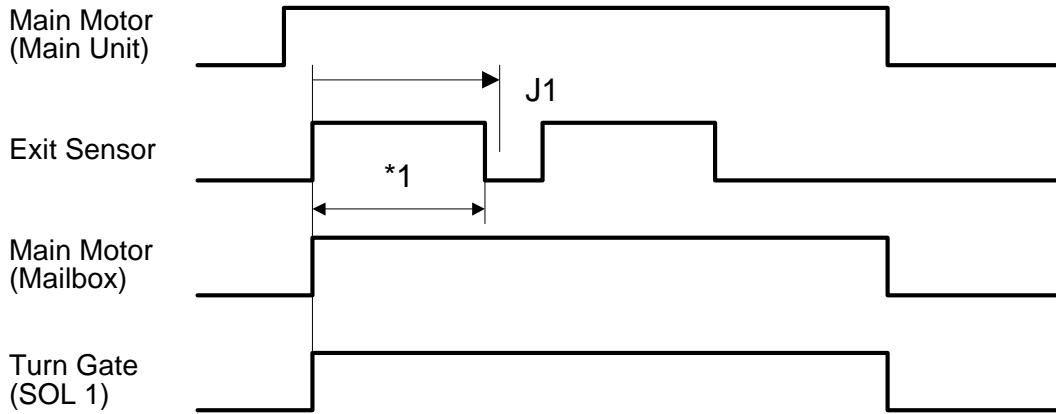 Main Motor
(Main Unit)
J1
Exit Sensor
*1
Main Motor
(Mailbox)
Turn Gate
(SOL 1)